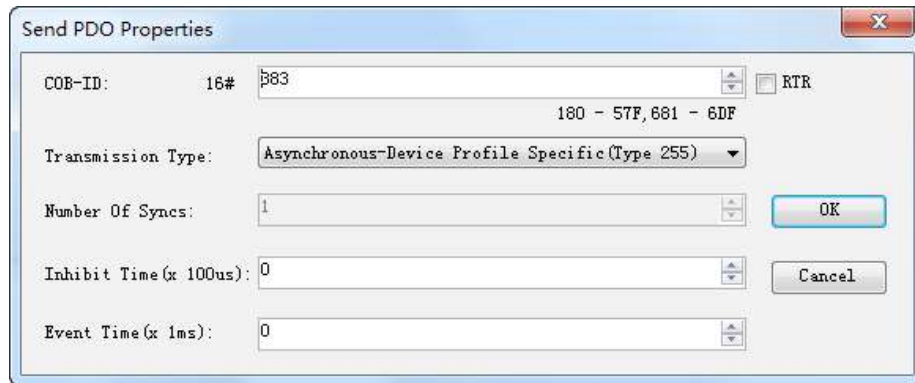 Send PDO Properties
COB-ID: 16# 383 RTR
180 - 57F,681 - 6DF
Transmission Type: Asynchronous-Device Profile Specific(Type 255)
Number Of Syncs: 1 OK
Inhibit Time(x 100us): 0 Cancel
Event Time(x 1ms): 0